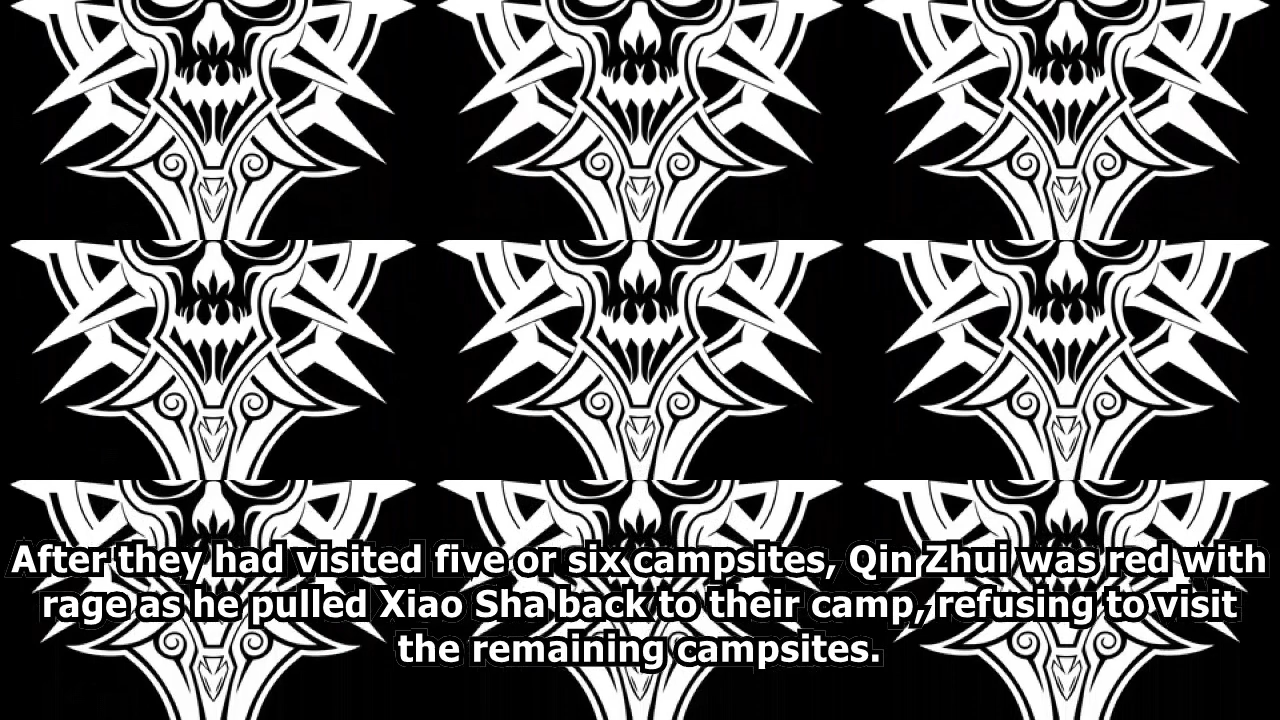 After they had visited five or six campsites, Qin Zhui was red with
rage as he pulled Xiao Sha back to their camp, refusing to visit
the remaining campsites.